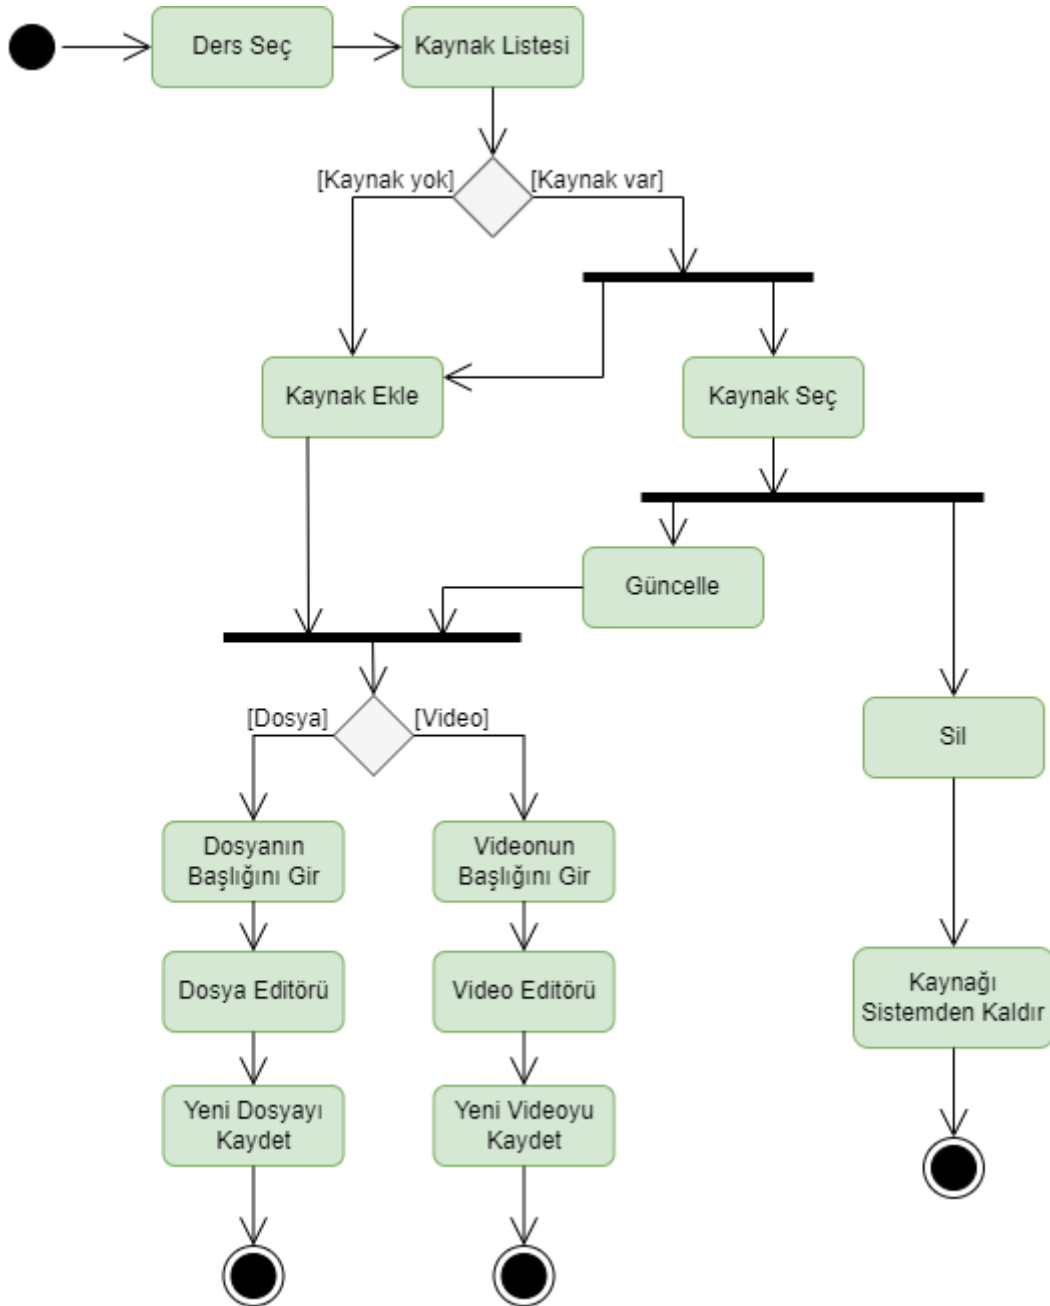 Ders Seç
Kaynak Listesi
[Kaynak yok]
[Kaynak var]
Kaynak Ekle
Kaynak Seç
Güncelle
[Dosya]
[Video]
Sil
Dosyanın
Başlığını Gir
Videonun
Başlığını Gir
Dosya Editörü
Video Editörü
Kaynağı
Sistemden Kaldır
Yeni Dosyayı
Kaydet
Yeni Videoyu
Kaydet